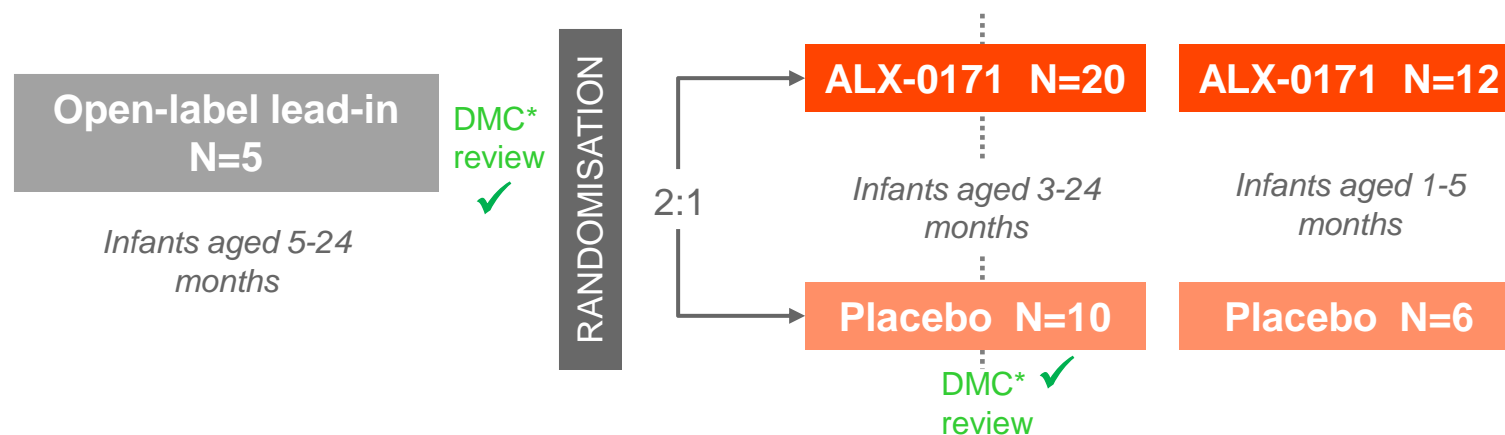 Open-label lead-in
N=5
Infants aged 5-24
months
DMC*
review
RANDOMISATION
2:1
ALX-0171 N=20
Infants aged 3-24
months
Placebo N=10
DMC*
review
ALX-0171 N=12
Infants aged 1-5
months
Placebo N=6